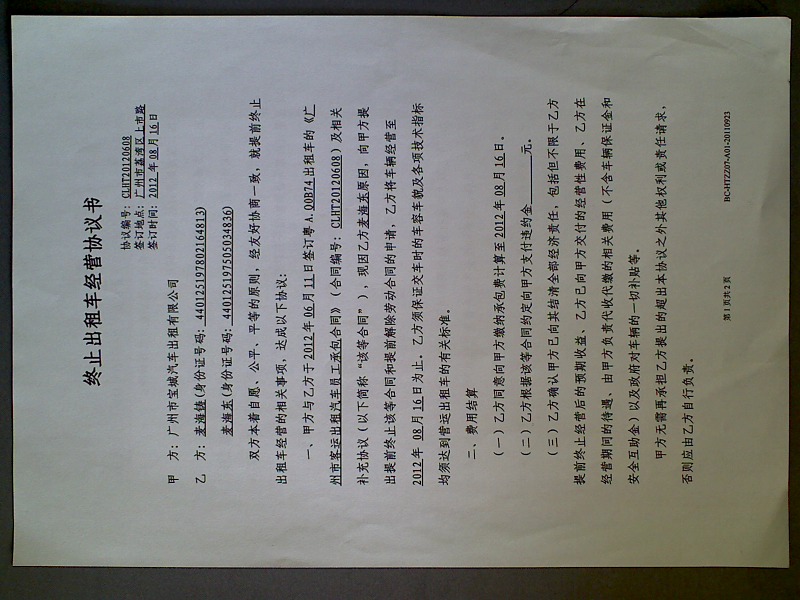 终止出租车经营协议书
协议编号：CLHT20120608
签订地点：广州市荔湾区上市路
签订时间：2012 年 08 月 16 日
甲　方：广州市宝城汽车出租有限公司
乙　方：麦海 (身份证号码：440125197802164813)
麦海东 (身份证号码：440125197505034836)
双方本着自愿、公平、平等的原则，经友好协商一致，就提前终止
出租车经营的相关事项，达成以下协议：
一、甲方与乙方于 2012 年 06 月 11 日签订粤 A.Q0B74 出租车的《广
州市客运出租汽车员工承包合同》（合同编号：CLHT20120608）及相关
补充协议（以下简称“该等合同”），现因乙方麦海东原因，向甲方提
出提前终止该等合同和提前解除劳动合同的申请，乙方将车辆经营至
2012 年 08 月 16 日为止。乙方须保证交车时的车容车貌及各项技术指标
均须达到营运出租车的有关标准。
二、费用结算
（一）乙方同意向甲方缴纳承包费计算至 2012 年 08 月 16 日。
（二）乙方根据该等合同约定向甲方支付违约金　　　元。
（三）乙方确认甲方已向其结清全部经济责任，包括但不限于乙方
提前终止经营后的预期收益、乙方已向甲方交付的经营性费用、乙方在
经营期间的待遇、由甲方负责代收代缴的相关费用（不含车辆保证金和
安全互助金）以及政府对车辆的一切补贴等。
甲方无需再承担乙方提出的超出本协议之外其他权利或责任请求，
否则应由乙方自行负责。
第 1 页 共 2 页
BC-HTZZ07-A01-20110923